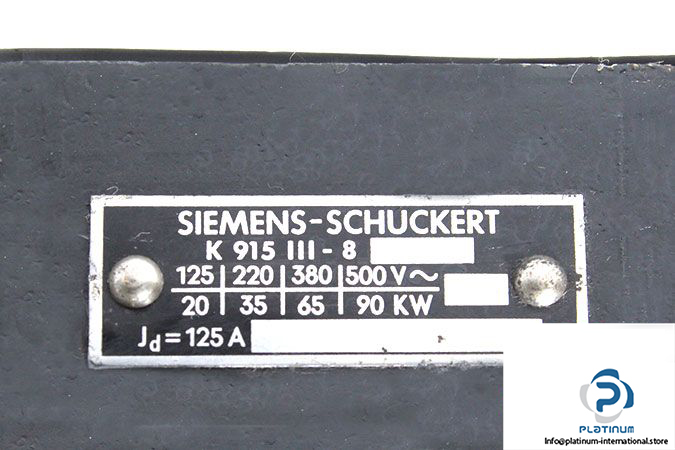 SIEMENS-SCHUCKERT
K 915 III - 8
125 | 220 | 380 | 500 V ~
20 | 35 | 65 | 90 KW
Jd = 125 A
PLATINUM
Info@platinum-international.store